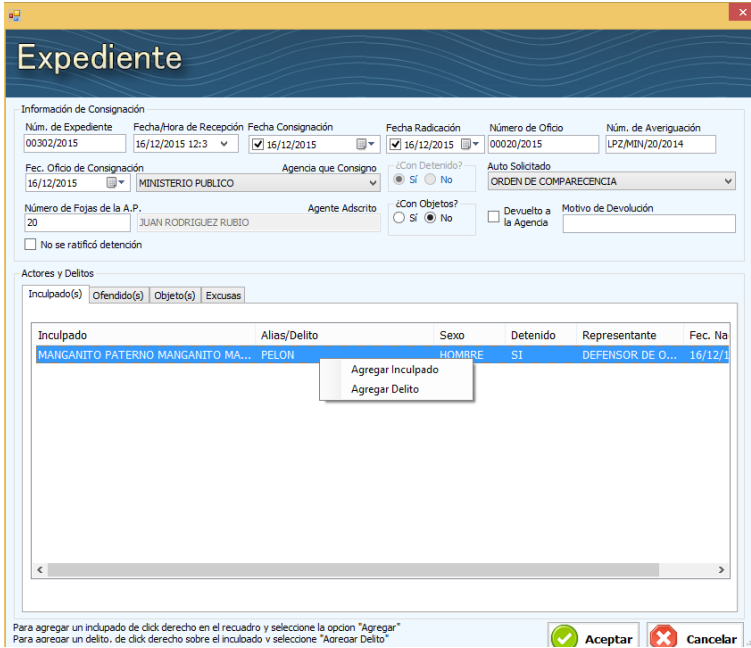 Expediente
Información de Consignación
Núm. de Expediente Fecha/Hora de Recepción Fecha Consignación Fecha Radicación Número de Oficio Núm. de Averiguación
00302/2015 16/12/2015 12:3 16/12/2015 16/12/2015 00020/2015 LPZ/MIN/20/2014
Fec. Oficio de Consignación Agencia que Consigno ¿Con Detenido? Auto Solicitado
16/12/2015 MINISTERIO PUBLICO Sí No ORDEN DE COMPARECENCIA
Número de Fojas de la A.P. Agente Adscrito ¿Con Objetos? Devuelto a la Agencia Motivo de Devolución
20 JUAN RODRIGUEZ RUBIO Sí No
No se ratificó detención
Actores y Delitos
Inculpado(s) Ofendido(s) Objeto(s) Excusas
Inculpado Alias/Delito Sexo Detenido Representante Fec. Na
MANGANITO PATERNO MANGANITO MA... PELON HOMBRE SI DEFENSOR DE O... 16/12/1
Agregar Inculpado
Agregar Delito
Para agregar un inclupado de click derecho en el recuadro y seleccione la opcion "Agregar"
Para agregar un delito, de click derecho sobre el inculpado y seleccione "Agregar Delito"
Aceptar Cancelar